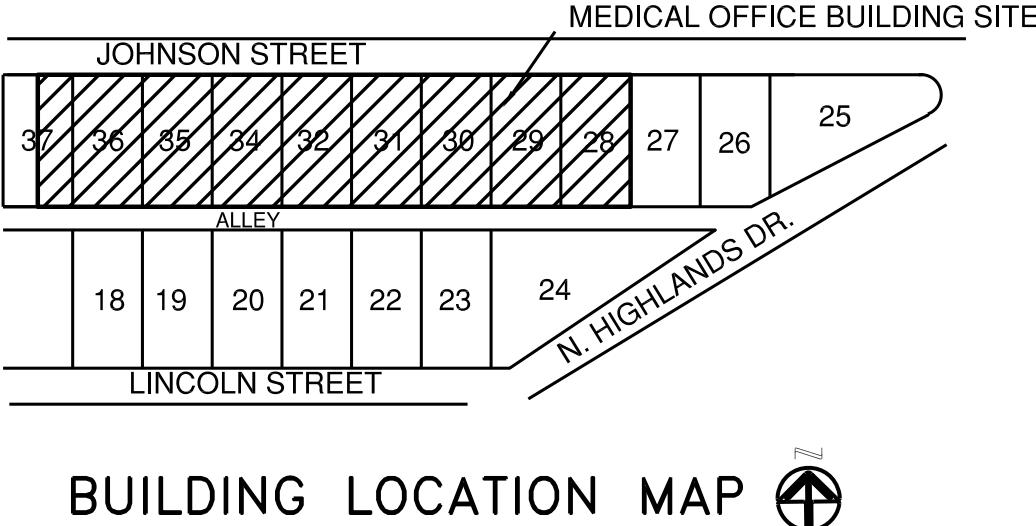 MEDICAL OFFICE BUILDING SITE
JOHNSON STREET
37 36 35 34 32 31 30 29 28 27 26 25
ALLEY
18 19 20 21 22 23 24
N. HIGHLANDS DR.
LINCOLN STREET
N
BUILDING LOCATION MAP